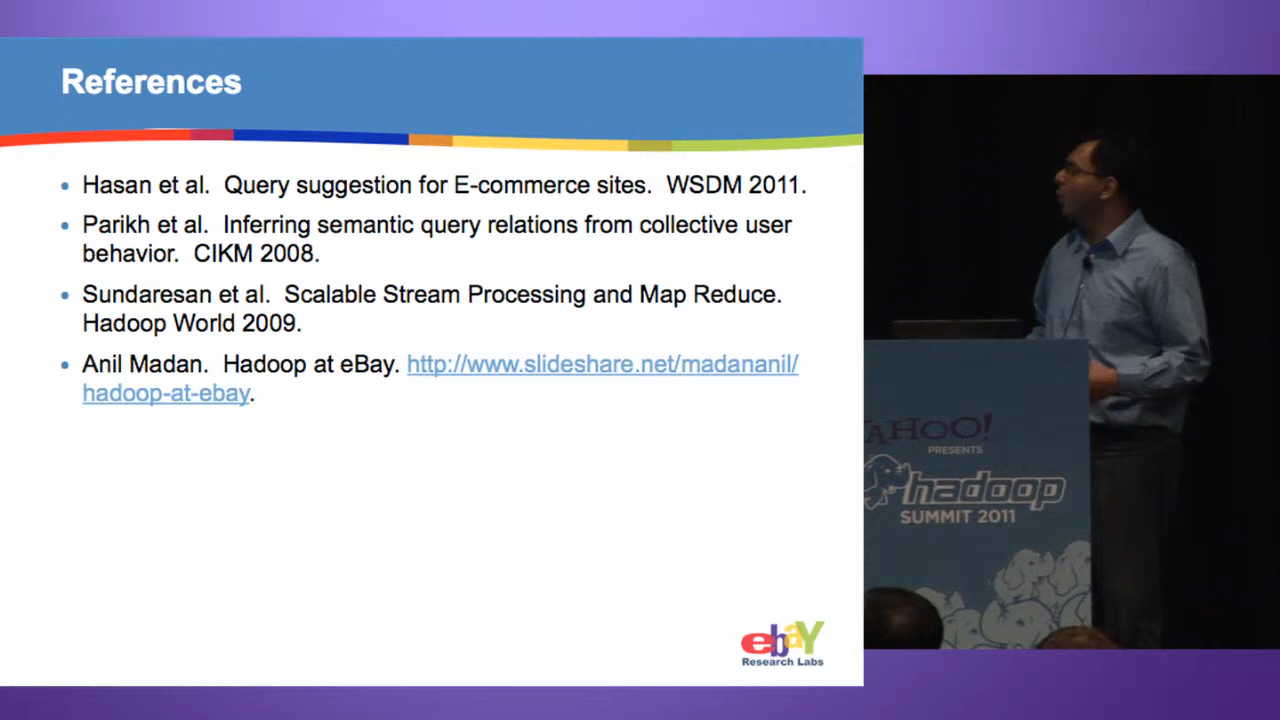 References
• Hasan et al. Query suggestion for E-commerce sites. WSDM 2011.
• Parikh et al. Inferring semantic query relations from collective user
behavior. CIKM 2008.
• Sundaresan et al. Scalable Stream Processing and Map Reduce.
Hadoop World 2009.
• Anil Madan. Hadoop at eBay. http://www.slideshare.net/madananil/
hadoop-at-ebay.
ebaY
Research Labs
YAHOO!
PRESENTS
hadoop
SUMMIT 2011